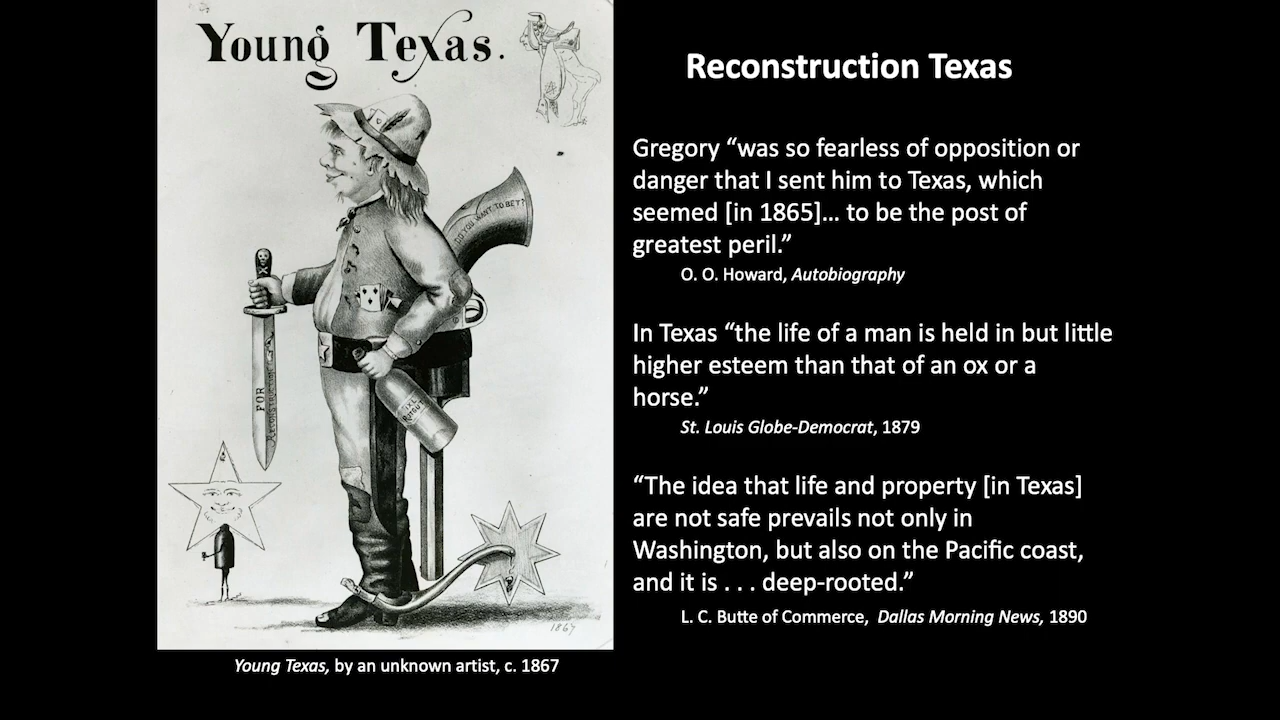 Young Texas.
DO YOU WANT TO BET?
FOR
RECONSTRUCTION
IXL
1867
Young Texas, by an unknown artist, c. 1867
Reconstruction Texas
Gregory “was so fearless of opposition or
danger that I sent him to Texas, which
seemed [in 1865]... to be the post of
greatest peril.”
O. O. Howard, Autobiography
In Texas “the life of a man is held in but little
higher esteem than that of an ox or a
horse.”
St. Louis Globe-Democrat, 1879
“The idea that life and property [in Texas]
are not safe prevails not only in
Washington, but also on the Pacific coast,
and it is . . . deep-rooted.”
L. C. Butte of Commerce, Dallas Morning News, 1890